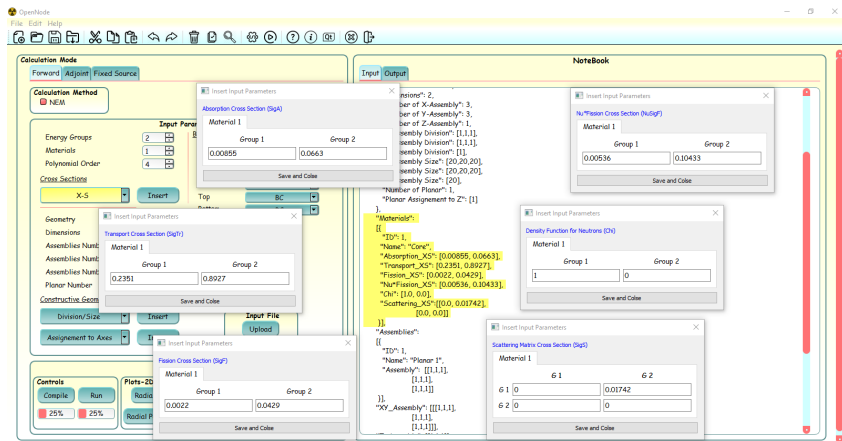 OpenNode
File Edit Help
Calculation Mode
Forward Adjoint Fixed Source
Calculation Method
NEM
Input Par
Energy Groups 2
Materials 1
Polynomial Order 4
Cross Sections
X-S Insert
Top BC
Geometry
Dimensions
Assemblies Numb
Assemblies Numb
Assemblies Numb
Planar Number
Constructive Geom
Division/Size Insert
Assignement to Axes
Input File
Upload
Controls
Compile Run
25% 25%
Plots-2D
Radia
Radial P
Insert Input Parameters
Absorption Cross Section (SigA)
Material 1
Group 1 Group 2
0.00855 0.0663
Save and Colse
Insert Input Parameters
Transport Cross Section (SigTr)
Material 1
Group 1 Group 2
0.2351 0.8927
Save and Colse
Insert Input Parameters
Fission Cross Section (SigF)
Material 1
Group 1 Group 2
0.0022 0.0429
Save and Colse
NoteBook
Input Output
ensions": 2,
ber of X-Assembly": 3,
ber of Y-Assembly": 3,
ber of Z-Assembly": 1,
ssembly Division": [1,1,1],
ssembly Division": [1,1,1],
ssembly Division": [1],
ssembly Size": [20,20,20],
ssembly Size": [20,20,20],
ssembly Size": [20],
"Number of Planar": 1,
"Planar Assignment to Z": [1]
},
"Materials":
[{
"ID": 1,
"Name": "Core",
"Absorption_XS": [0.00855, 0.0663],
"Transport_XS": [0.2351, 0.8927],
"Fission_XS": [0.0022, 0.0429],
"Nu*Fission_XS": [0.00536, 0.10433],
"Chi": [1.0, 0.0],
"Scattering_XS":[[0.0, 0.01742],
[0.0, 0.0]]
}],
"Assemblies":
[{
"ID": 1,
"Name": "Planar 1",
"Assembly": [[1,1,1],
[1,1,1],
[1,1,1]]
}],
"XY_Assembly": [[[1,1,1],
[1,1,1],
[1,1,1]]],
Insert Input Parameters
Nu*Fission Cross Section (NuSigF)
Material 1
Group 1 Group 2
0.00536 0.10433
Save and Colse
Insert Input Parameters
Density Function for Neutrons (Chi)
Material 1
Group 1 Group 2
1 0
Save and Colse
Insert Input Parameters
Scattering Matrix Cross Section (SigS)
Material 1
G 1 G 2
G 1 0 0.01742
G 2 0 0
Save and Colse